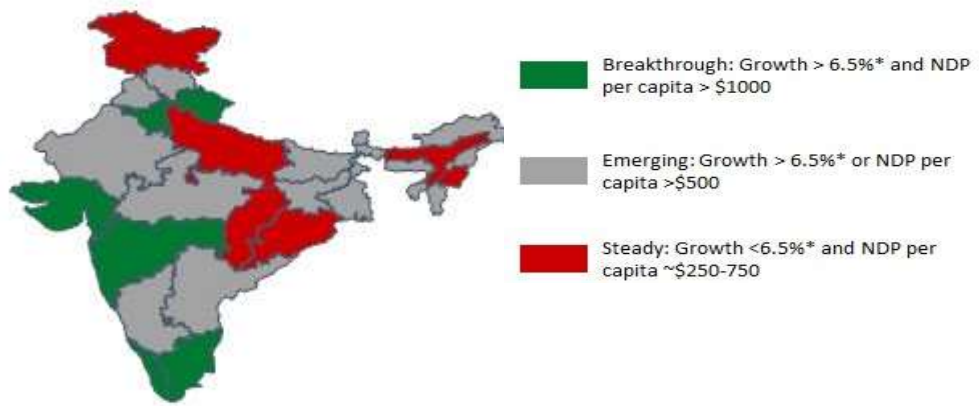 Breakthrough: Growth > 6.5%* and NDP
per capita > $1000
Emerging: Growth > 6.5%* or NDP per
capita >$500
Steady: Growth <6.5%* and NDP per
capita ~$250-750